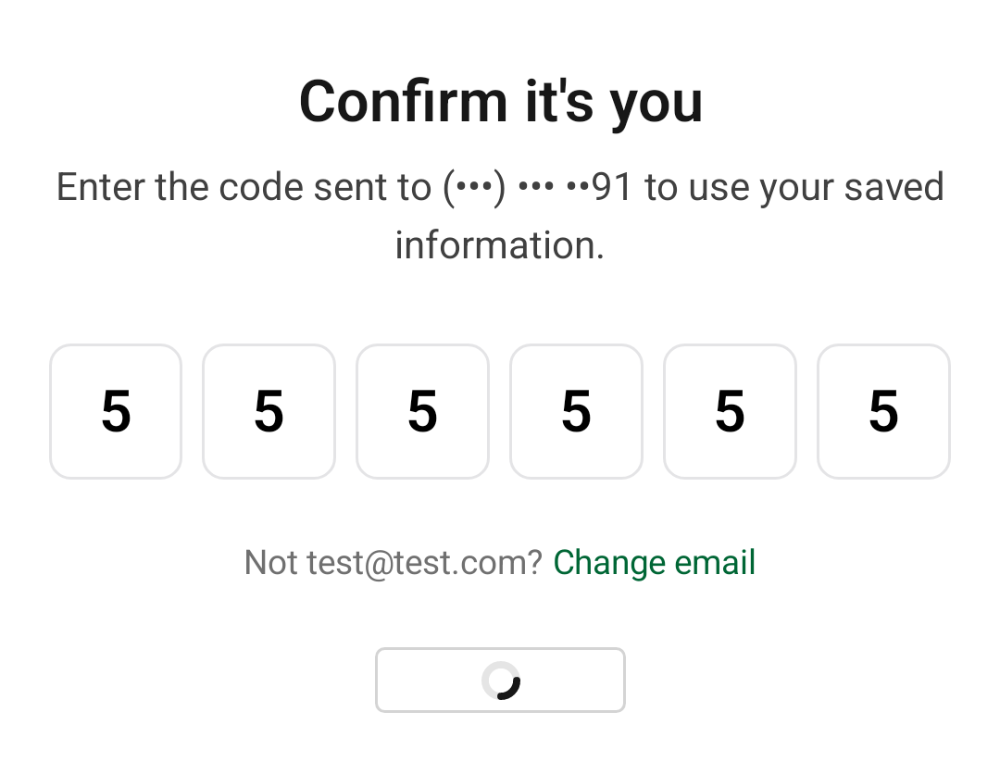 Confirm it's you
Enter the code sent to (•••) ••• ••91 to use your saved
information.
5 5 5 5 5 5
Not test@test.com? Change email